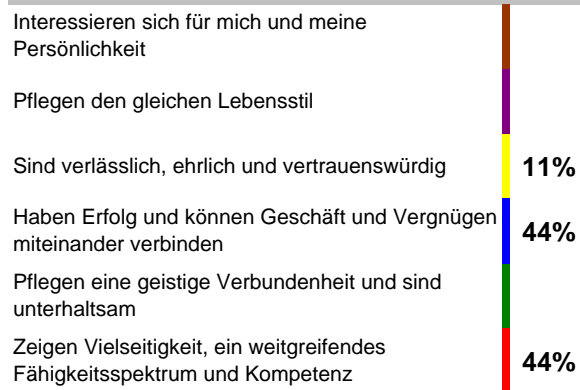 Interessieren sich für mich und meine
Persönlichkeit
Pflegen den gleichen Lebensstil
Sind verlässlich, ehrlich und vertrauenswürdig 11%
Haben Erfolg und können Geschäft und Vergnügen
miteinander verbinden 44%
Pflegen eine geistige Verbundenheit und sind
unterhaltsam
Zeigen Vielseitigkeit, ein weitgreifendes
Fähigkeitsspektrum und Kompetenz 44%